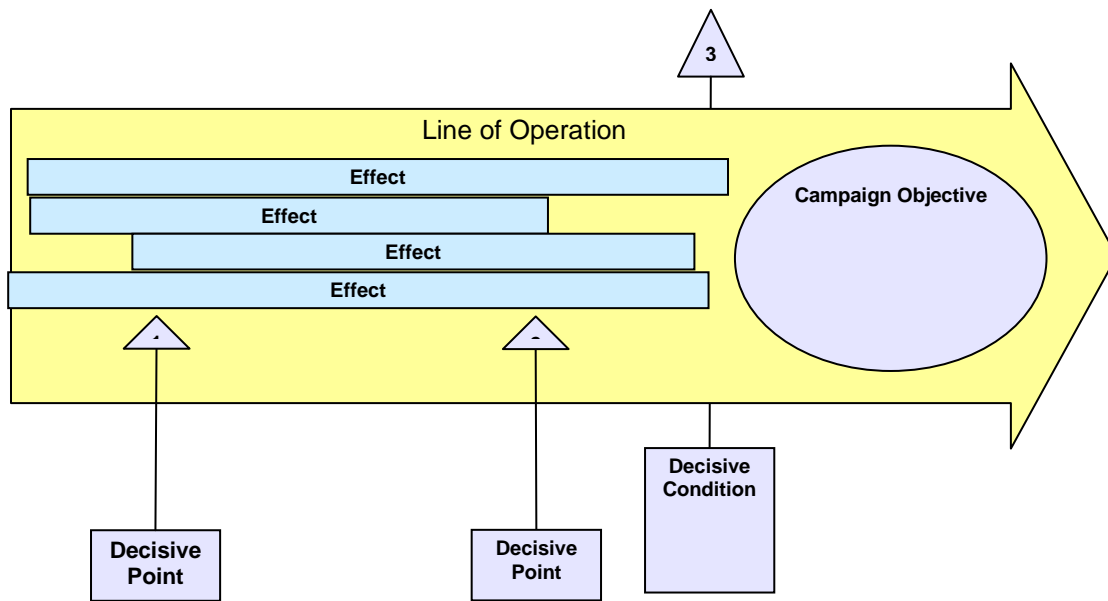 3
Line of Operation
Effect
Campaign Objective
Effect
Effect
Effect
Decisive
Condition
Decisive
Point
Decisive
Point